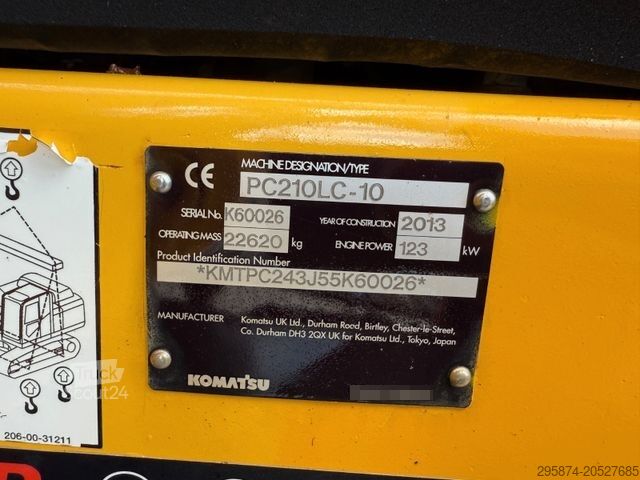 CE
MACHINE DESIGNATION/TYPE
PC210LC-10
SERIAL No. K60026 YEAR OF CONSTRUCTION 2013
OPERATING MASS 22620 kg ENGINE POWER 123 kW
Product Identification Number
*KMTPC243J55K60026*
MANUFACTURER Komatsu UK Ltd., Durham Road, Birtley, Chester-le-Street,
Co. Durham DH3 2QX UK for Komatsu Ltd., Tokyo, Japan
KOMATSU
Truck
scout24
206-00-31211
295874-20527685